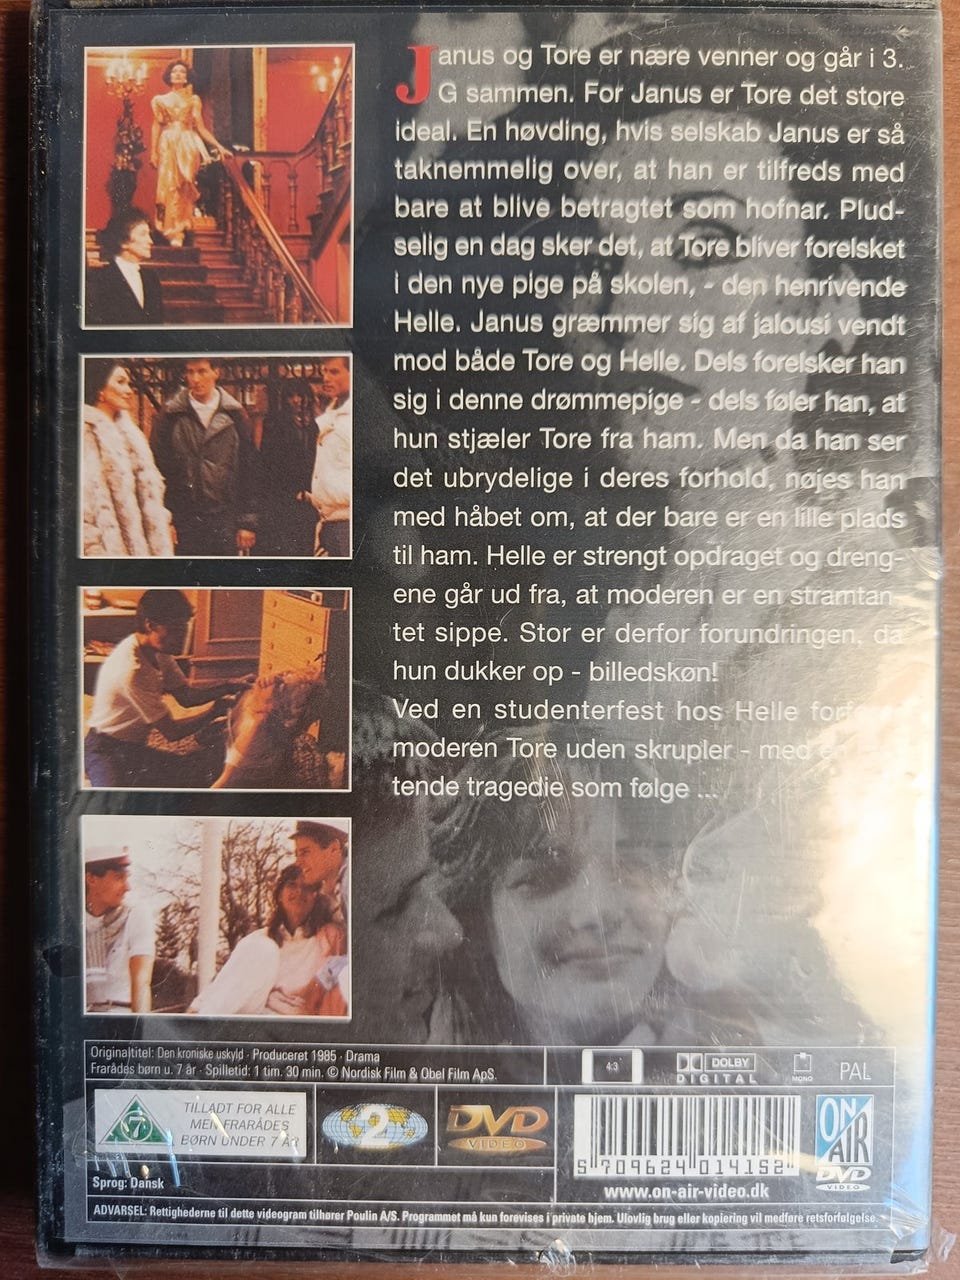 Janus og Tore er nære venner og går i 3.
G sammen. For Janus er Tore det store
ideal. En høvding, hvis selskab Janus er så
taknemmelig over, at han er tilfreds med
bare at blive betragtet som hofnar. Plud-
selig en dag sker det, at Tore bliver forelsket
i den nye pige på skolen, - den henrivende
Helle. Janus græmmer sig af jalousi vendt
mod både Tore og Helle. Dels forelsker han
sig i denne drømmepige - dels føler han, at
hun stjæler Tore fra ham. Men da han ser
det ubrydelige i deres forhold, nøjes han
med håbet om, at der bare er en lille plads
til ham. Helle er strengt opdraget og dreng-
ene går ud fra, at moderen er en stramtan-
tet sippe. Stor er derfor forundringen, da
hun dukker op - billedskøn!
Ved en studenterfest hos Helle
moderen Tore uden skrupler - med
tende tragedie som følge ...
Originaltitel: Den kroniske uskyld · Produceret 1985 · Drama
Frarådes børn u. 7 år · Spilletid: 1 tim. 30 min. © Nordisk Film & Obel Film ApS.
4:3
DOLBY
DIGITAL
MONO
PAL
7
TILLADT FOR ALLE
MEN FRARÅDES
BØRN UNDER 7 ÅR
2
DVD
VIDEO
5 709624 014152
ON
AIR
DVD
VIDEO
Sprog: Dansk
www.on-air-video.dk
ADVARSEL: Rettighederne til dette videogram tilhører Poulin A/S. Programmet må kun forevises i private hjem. Ulovlig brug eller kopiering vil medføre retsforfølgelse.